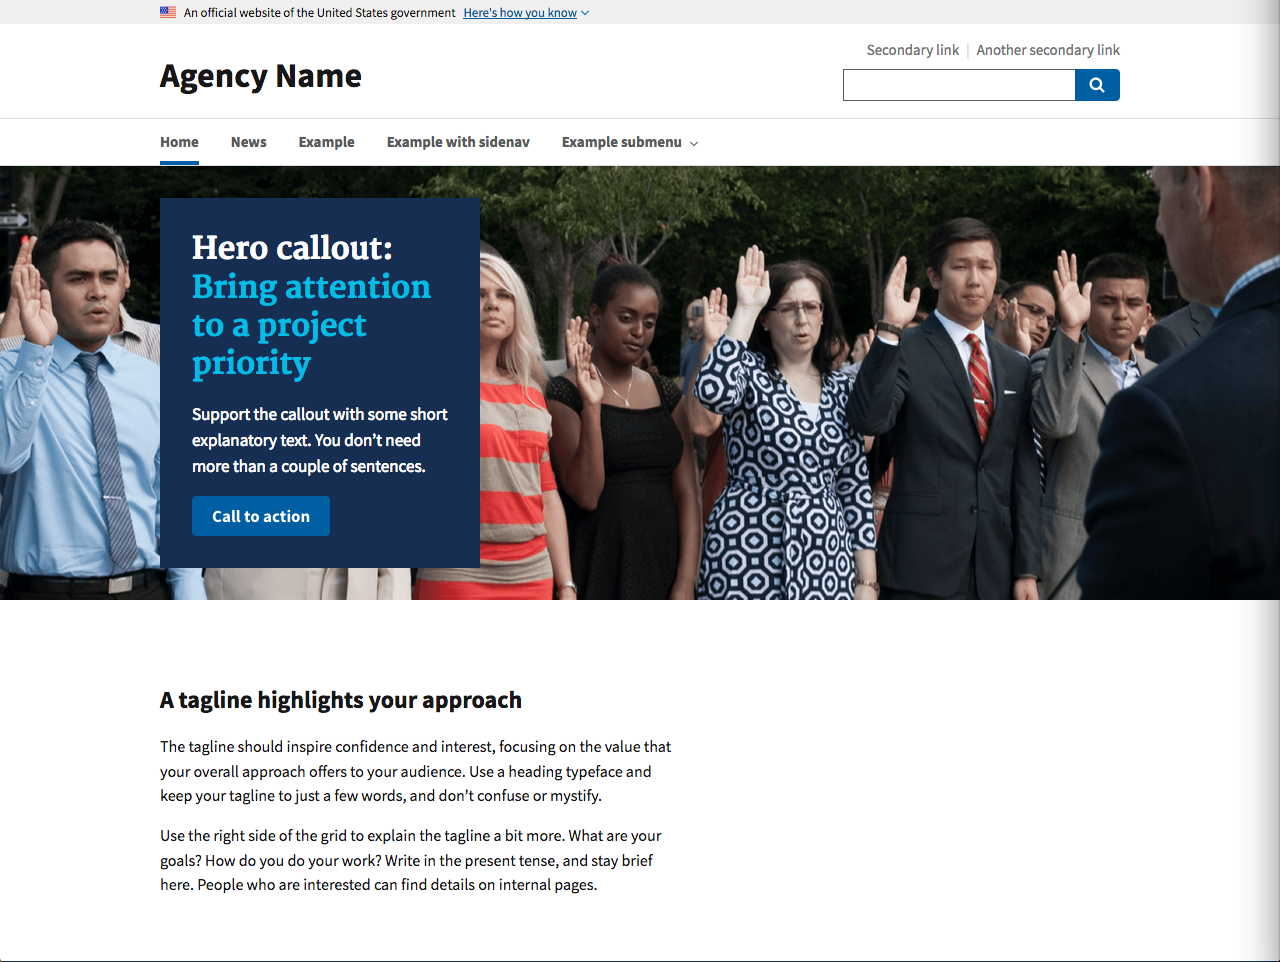 An official website of the United States government Here's how you know
Secondary link Another secondary link
Agency Name
Home News Example Example with sidenav Example submenu
Hero callout:
Bring attention
to a project
priority
Support the callout with some short
explanatory text. You don’t need
more than a couple of sentences.
Call to action
A tagline highlights your approach
The tagline should inspire confidence and interest, focusing on the value that
your overall approach offers to your audience. Use a heading typeface and
keep your tagline to just a few words, and don’t confuse or mystify.
Use the right side of the grid to explain the tagline a bit more. What are your
goals? How do you do your work? Write in the present tense, and stay brief
here. People who are interested can find details on internal pages.